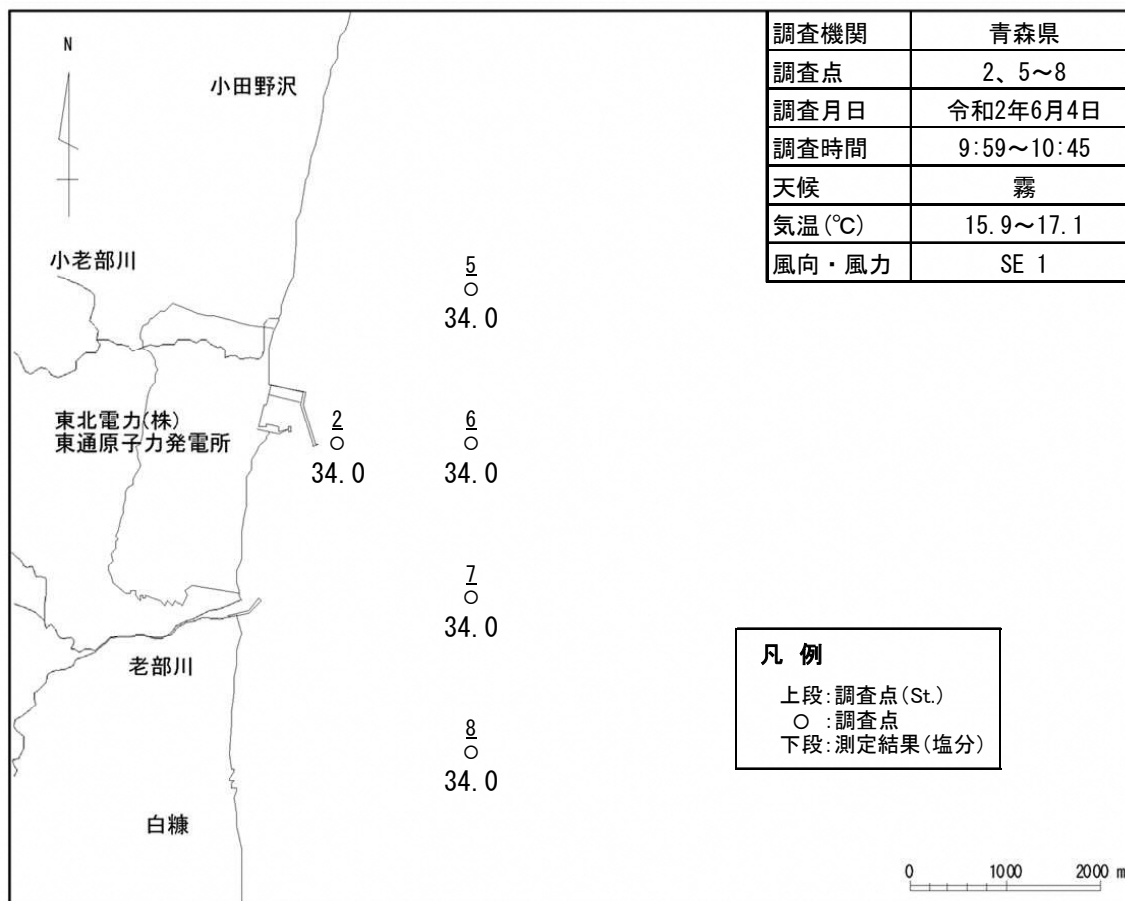 N
小田野沢
小老部川
東北電力(株)
東通原子力発電所
老部川
白糠
調査機関 青森県
調査点 2、5～8
調査月日 令和2年6月4日
調査時間 9:59～10:45
天候 霧
気温(℃) 15.9～17.1
風向・風力 SE 1
5
34.0
2
34.0
6
34.0
7
34.0
8
34.0
凡 例
上段:調査点(St.)
○ :調査点
下段:測定結果(塩分)
0 1000 2000 m